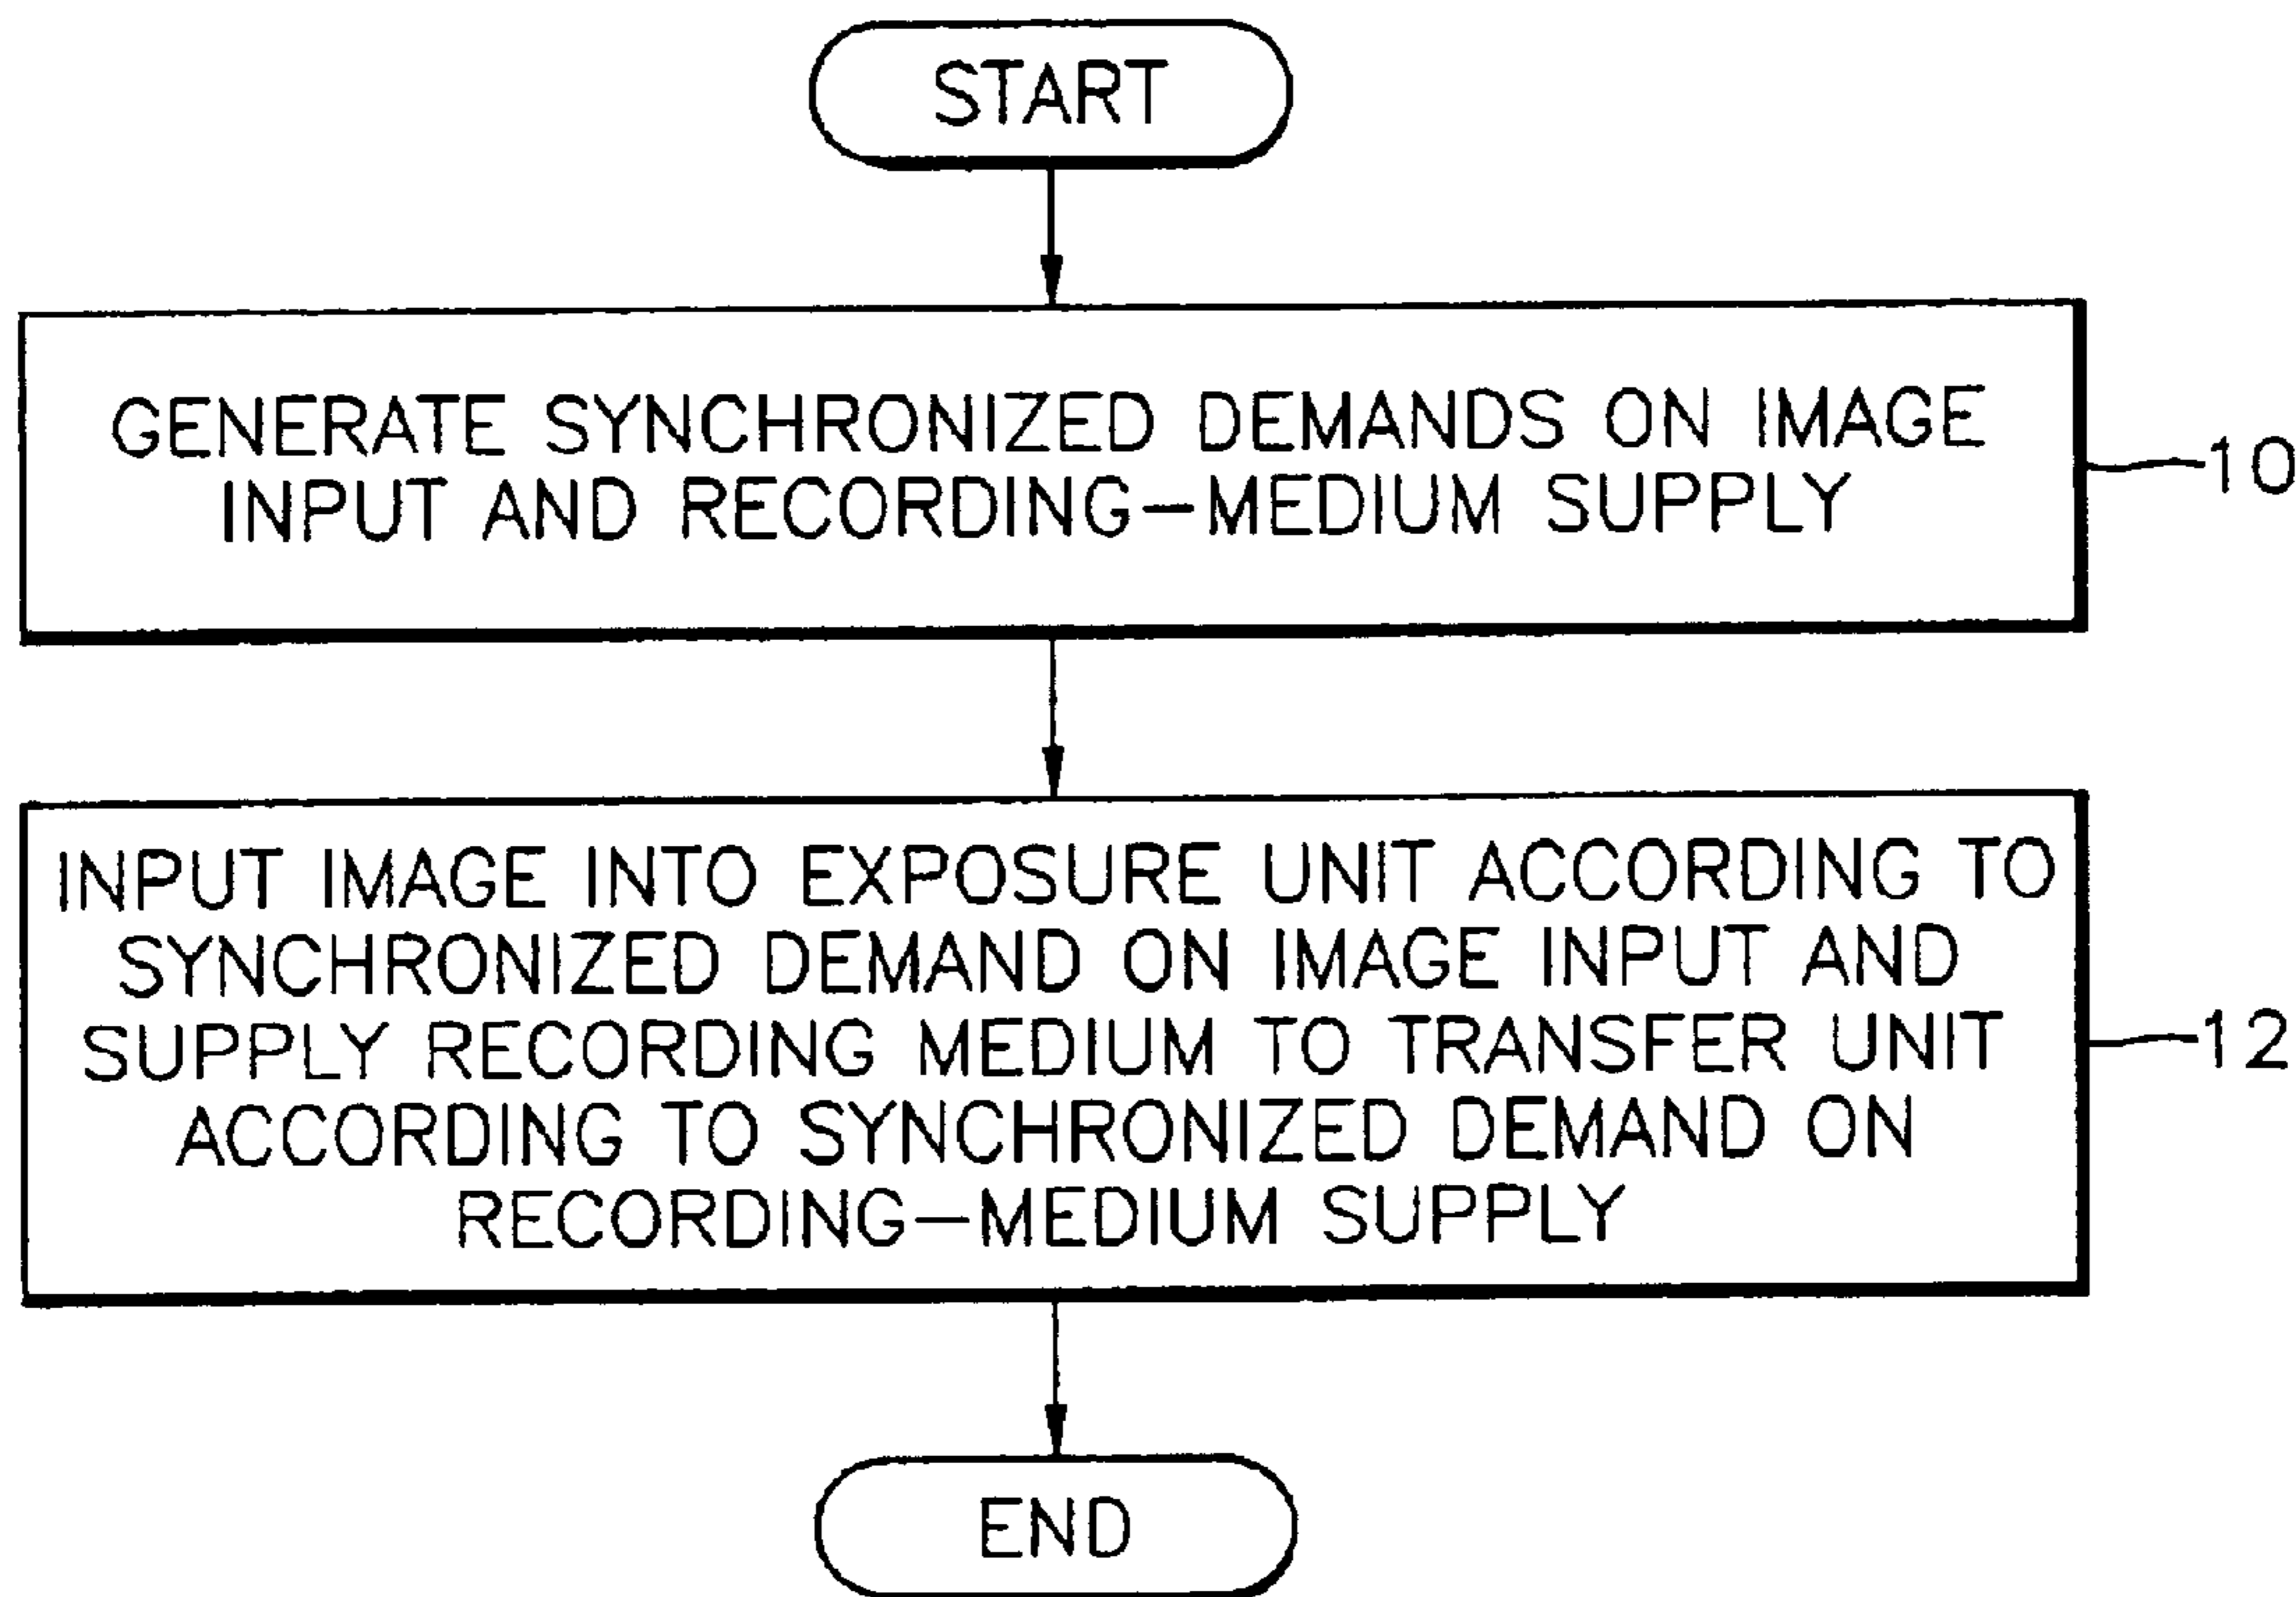 START
GENERATE SYNCHRONIZED DEMANDS ON IMAGE
INPUT AND RECORDING-MEDIUM SUPPLY
10
INPUT IMAGE INTO EXPOSURE UNIT ACCORDING TO
SYNCHRONIZED DEMAND ON IMAGE INPUT AND
SUPPLY RECORDING MEDIUM TO TRANSFER UNIT
ACCORDING TO SYNCHRONIZED DEMAND ON
RECORDING-MEDIUM SUPPLY
12
END